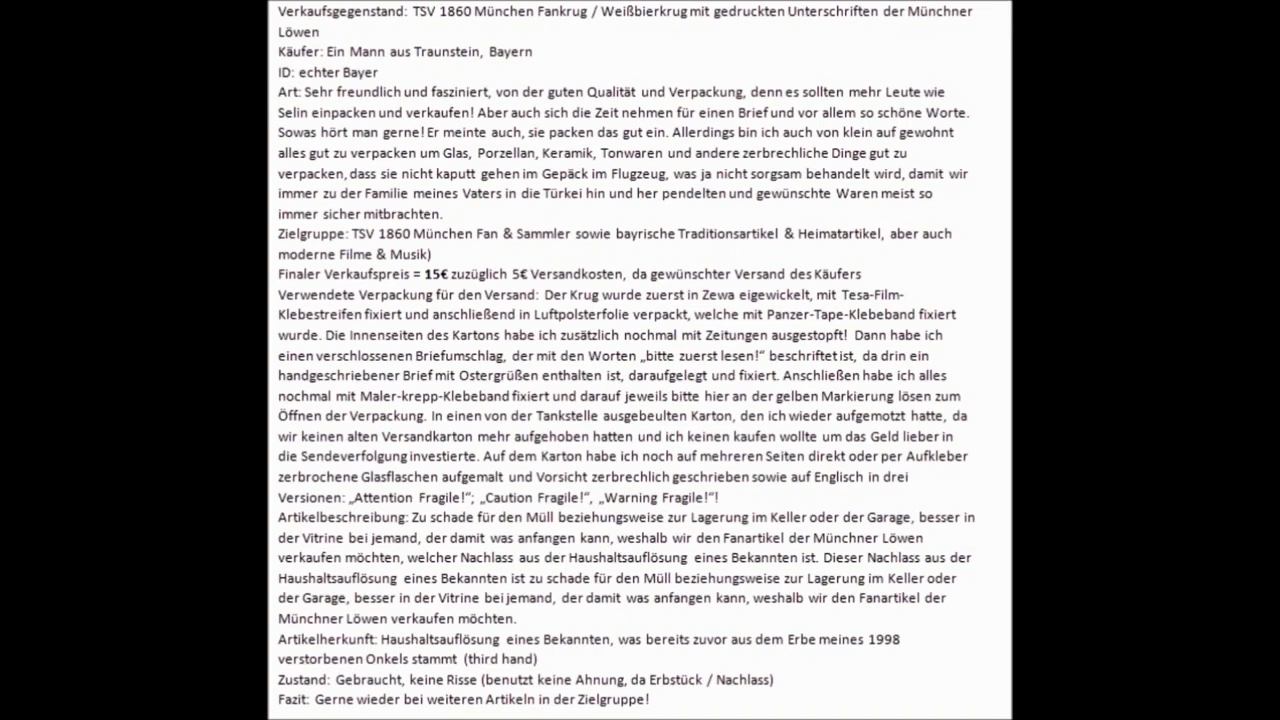 Verkaufsgegenstand: TSV 1860 München Fankrug / Weißbierkrug mit gedruckten Unterschriften der Münchner
Löwen
Käufer: Ein Mann aus Traunstein, Bayern
ID: echter Bayer
Art: Sehr freundlich und fasziniert, von der guten Qualität und Verpackung, denn es sollten mehr Leute wie
Selin einpacken und verkaufen! Aber auch sich die Zeit nehmen für einen Brief und vor allem so schöne Worte.
Sowas hört man gerne! Er meinte auch, sie packen das gut ein. Allerdings bin ich auch von klein auf gewohnt
alles gut zu verpacken um Glas, Porzellan, Keramik, Tonwaren und andere zerbrechliche Dinge gut zu
verpacken, dass sie nicht kaputt gehen im Gepäck im Flugzeug, was ja nicht sorgsam behandelt wird, damit wir
immer zu der Familie meines Vaters in die Türkei hin und her pendelten und gewünschte Waren meist so
immer sicher mitbrachten.
Zielgruppe: TSV 1860 München Fan & Sammler sowie bayrische Traditionsartikel & Heimatartikel, aber auch
moderne Filme & Musik)
Finaler Verkaufspreis = 15€ zuzüglich 5€ Versandkosten, da gewünschter Versand des Käufers
Verwendete Verpackung für den Versand: Der Krug wurde zuerst in Zewa eigewickelt, mit Tesa-Film-
Klebestreifen fixiert und anschließend in Luftpolsterfolie verpackt, welche mit Panzer-Tape-Klebeband fixiert
wurde. Die Innenseiten des Kartons habe ich zusätzlich nochmal mit Zeitungen ausgestopft! Dann habe ich
einen verschlossenen Briefumschlag, der mit den Worten „bitte zuerst lesen!“ beschriftet ist, da drin ein
handgeschriebener Brief mit Ostergrüßen enthalten ist, daraufgelegt und fixiert. Anschließen habe ich alles
nochmal mit Maler-krepp-Klebeband fixiert und darauf jeweils bitte hier an der gelben Markierung lösen zum
Öffnen der Verpackung. In einen von der Tankstelle ausgebeulten Karton, den ich wieder aufgemotzt hatte, da
wir keinen alten Versandkarton mehr aufgehoben hatten und ich keinen kaufen wollte um das Geld lieber in
die Sendeverfolgung investierte. Auf dem Karton habe ich noch auf mehreren Seiten direkt oder per Aufkleber
zerbrochene Glasflaschen aufgemalt und Vorsicht zerbrechlich geschrieben sowie auf Englisch in drei
Versionen: „Attention Fragile!“; „Caution Fragile!“, „Warning Fragile!“!
Artikelbeschreibung: Zu schade für den Müll beziehungsweise zur Lagerung im Keller oder der Garage, besser in
der Vitrine bei jemand, der damit was anfangen kann, weshalb wir den Fanartikel der Münchner Löwen
verkaufen möchten, welcher Nachlass aus der Haushaltsauflösung eines Bekannten ist. Dieser Nachlass aus der
Haushaltsauflösung eines Bekannten ist zu schade für den Müll beziehungsweise zur Lagerung im Keller oder
der Garage, besser in der Vitrine bei jemand, der damit was anfangen kann, weshalb wir den Fanartikel der
Münchner Löwen verkaufen möchten.
Artikelherkunft: Haushaltsauflösung eines Bekannten, was bereits zuvor aus dem Erbe meines 1998
verstorbenen Onkels stammt (third hand)
Zustand: Gebraucht, keine Risse (benutzt keine Ahnung, da Erbstück / Nachlass)
Fazit: Gerne wieder bei weiteren Artikeln in der Zielgruppe!